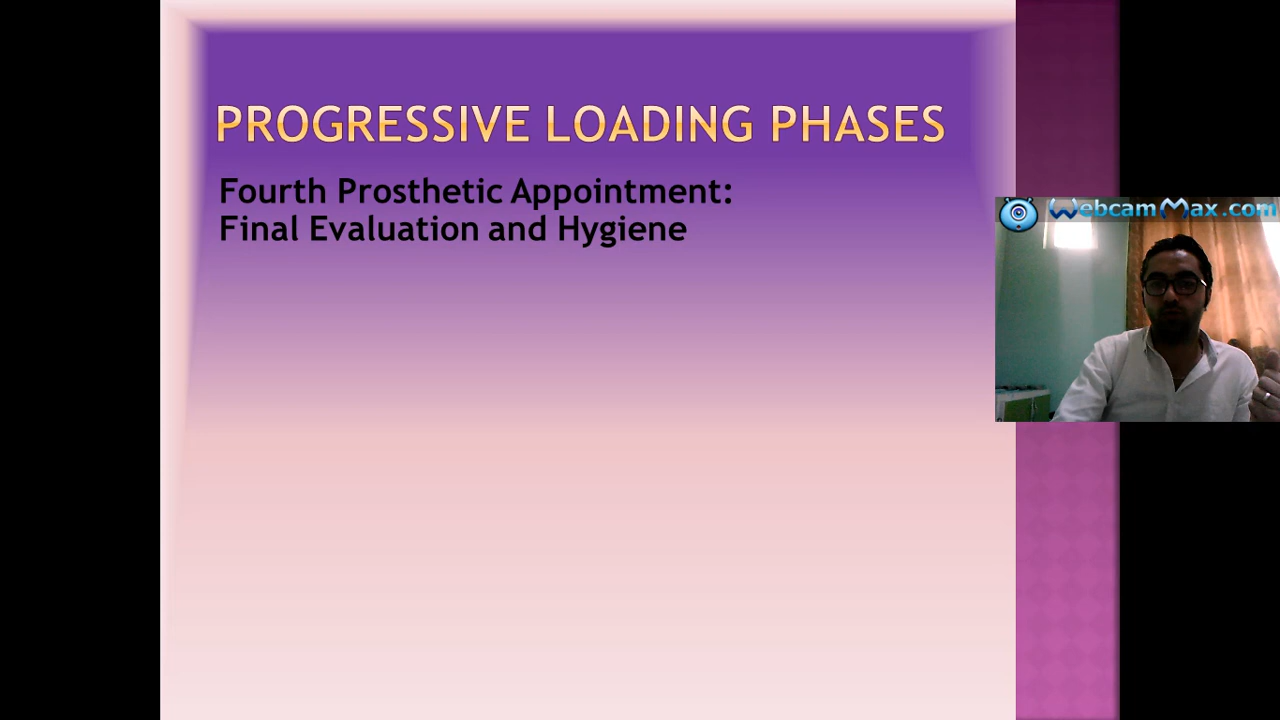 PROGRESSIVE LOADING PHASES
Fourth Prosthetic Appointment:
Final Evaluation and Hygiene
WebcamMax.com